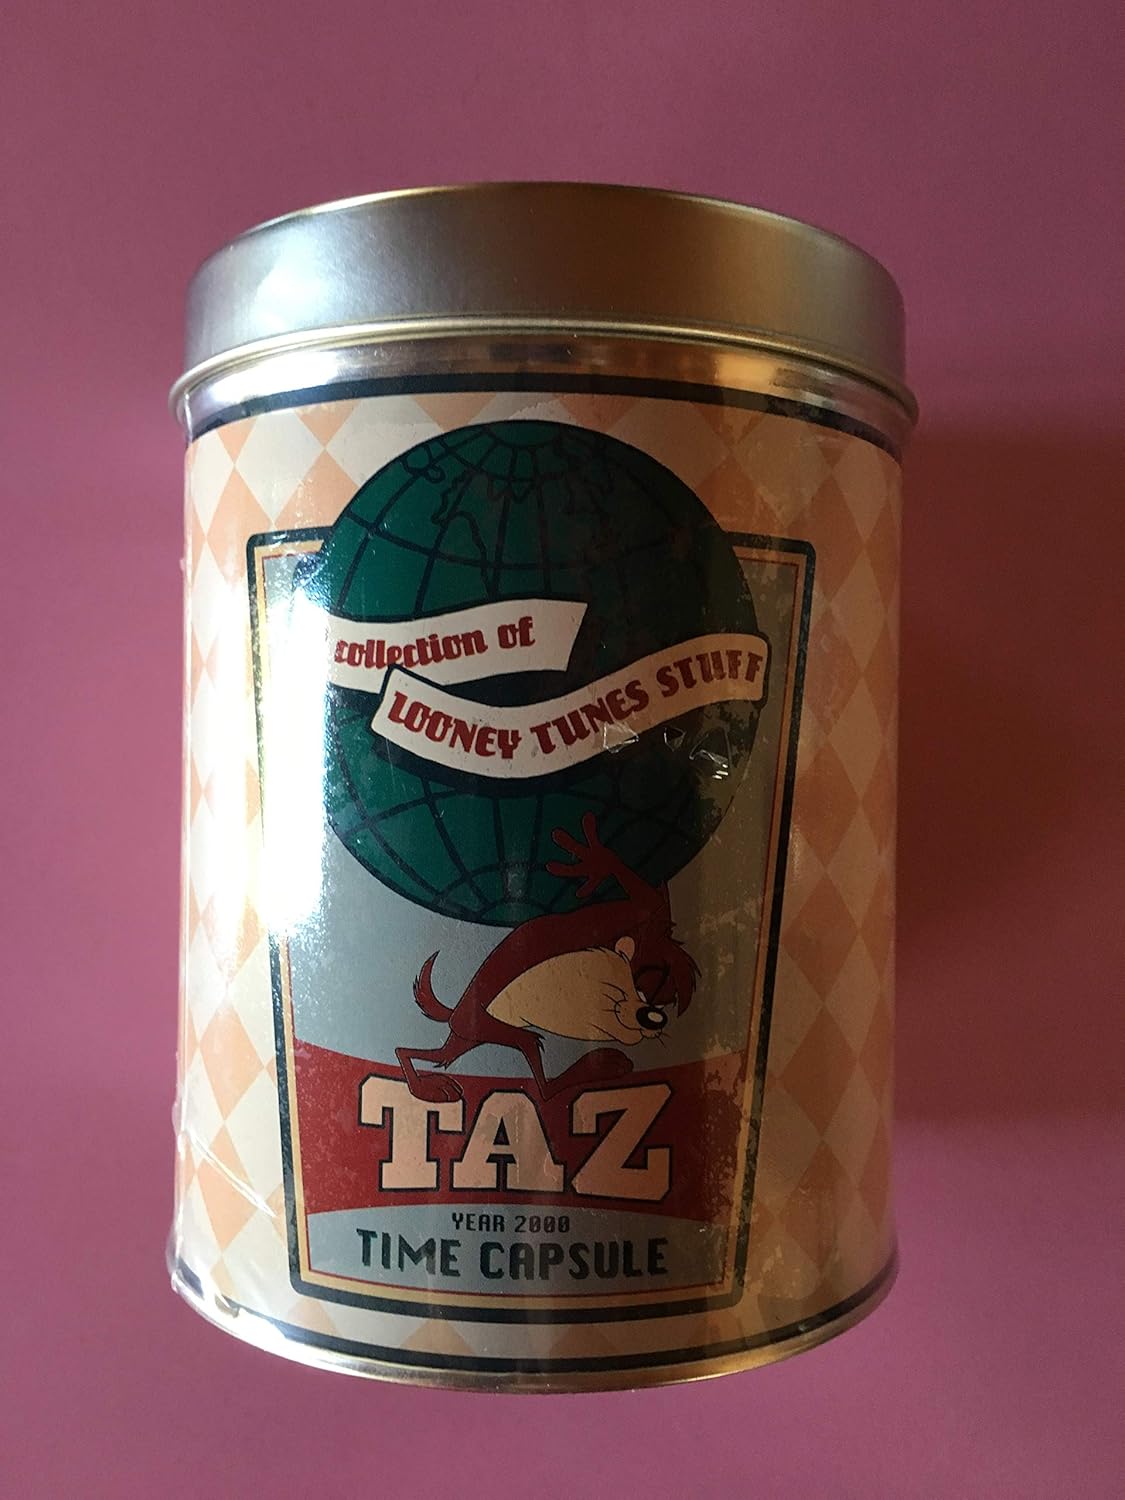 collection of
LOONEY TUNES STUFF
TAZ
YEAR 2000
TIME CAPSULE